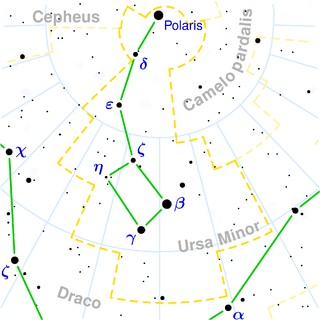 Cepheus
Polaris
δ
Camelopardalis
ε
χ
ζ
η
β
γ
Ursa Minor
ζ
Draco
α